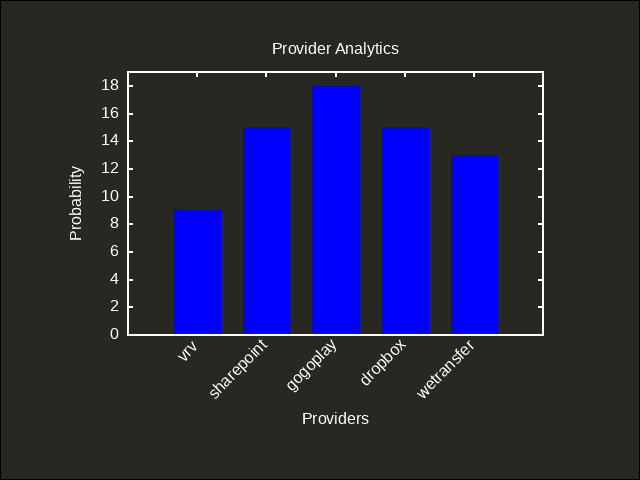 Provider Analytics
18
16
14
12
10
8
6
4
2
0
Probability
vrv
sharepoint
gogoplay
dropbox
wetransfer
Providers